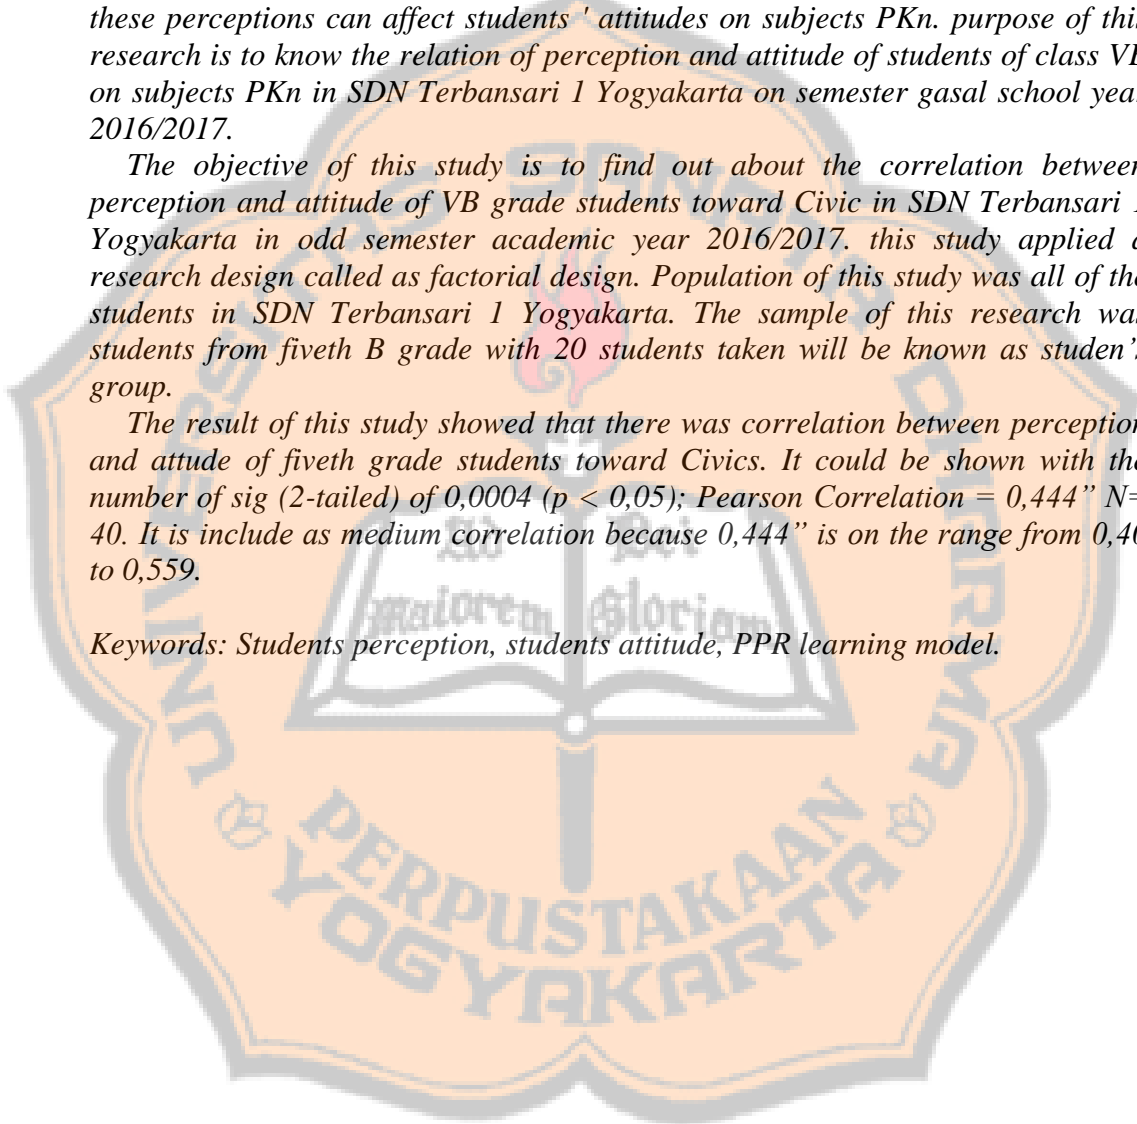 these perceptions can affect students ' attitudes on subjects PKn. purpose of this
research is to know the relation of perception and attitude of students of class VB
on subjects PKn in SDN Terbansari 1 Yogyakarta on semester gasal school year
2016/2017.
The objective of this study is to find out about the correlation between
perception and attitude of VB grade students toward Civic in SDN Terbansari 1
Yogyakarta in odd semester academic year 2016/2017. this study applied a
research design called as factorial design. Population of this study was all of the
students in SDN Terbansari 1 Yogyakarta. The sample of this research was
students from fiveth B grade with 20 students taken will be known as studen's
group.
The result of this study showed that there was correlation between perception
and attude of fiveth grade students toward Civics. It could be shown with the
number of sig (2-tailed) of 0,0004 (p < 0,05); Pearson Correlation = 0,444” N=
40. It is include as medium correlation because 0,444” is on the range from 0,40
to 0,559.
Keywords: Students perception, students attitude, PPR learning model.
UNIVERSITAS SANATA DHARMA
Ad Dei
maiorem Gloriam
PERPUSTAKAAN
YOGYAKARTA